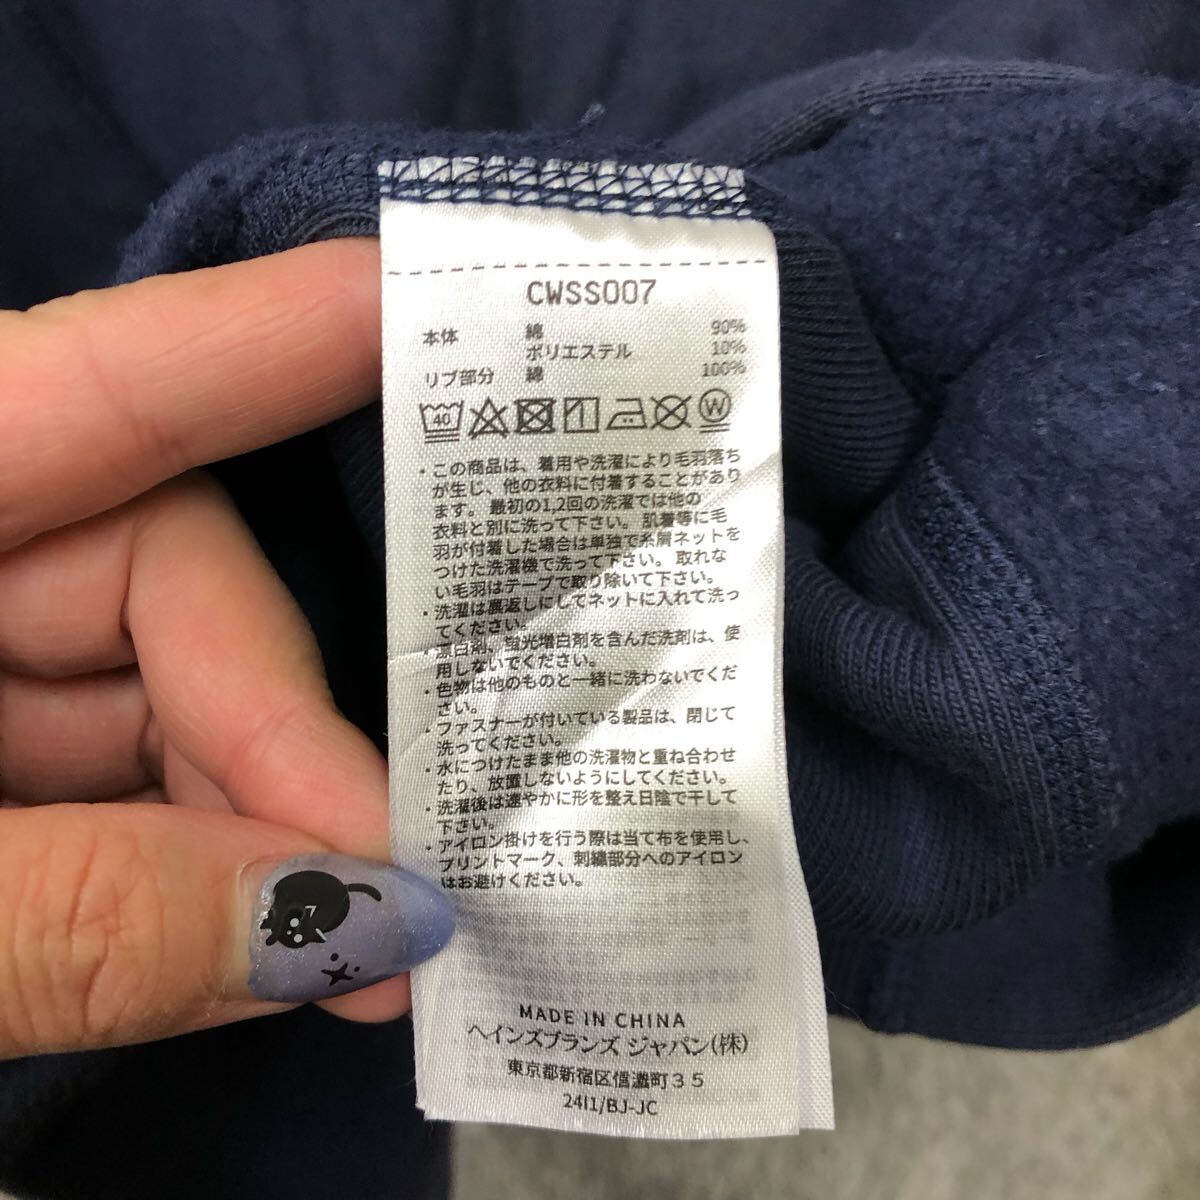 CWSS007
本体 綿 90%
ポリエステル 10%
リブ部分 綿 100%
40 W
・この商品は、着用や洗濯により毛羽落ち
が生じ、他の衣料に付着することがあり
ます。最初の1,2回の洗濯では他の
衣料と別に洗って下さい。肌着等に毛
羽が付着した場合は単独で糸屑ネットを
つけた洗濯機で洗って下さい。取れな
い毛羽はテープで取り除いて下さい。
・洗濯は裏返しにしてネットに入れて洗っ
てください。
・漂白剤、蛍光増白剤を含んだ洗剤は、使
用しないでください。
・色物は他のものと一緒に洗わないでくだ
さい。
・ファスナーが付いている製品は、閉じて
洗ってください。
・水につけたまま他の洗濯物と重ね合わせ
たり、放置しないようにしてください。
・洗濯後は速やかに形を整え日陰で干して
下さい。
・アイロン掛けを行う際は当て布を使用し、
プリントマーク、刺繍部分へのアイロン
はお避けください。
MADE IN CHINA
ヘインズブランズ ジャパン(株)
東京都新宿区信濃町35
24I1/BJ-JC